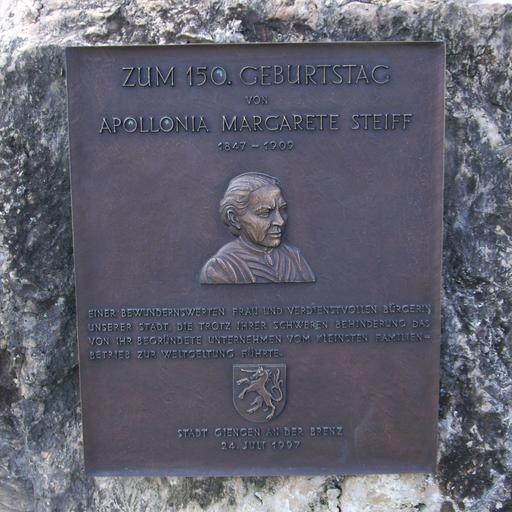 ZUM 150. GEBURTSTAG
VON
APOLLONIA MARGARETE STEIFF
1847 – 1909
EINER BEWUNDERNSWERTEN FRAU UND VERDIENSTVOLLEN BÜRGERIN
UNSERER STADT, DIE TROTZ IHRER SCHWEREN BEHINDERUNG DAS
VON IHR BEGRÜNDETE UNTERNEHMEN VOM KLEINSTEN FAMILIEN-
BETRIEB ZUR WELTGELTUNG FÜHRTE.
STADT GIENGEN AN DER BRENZ
24. JULI 1997